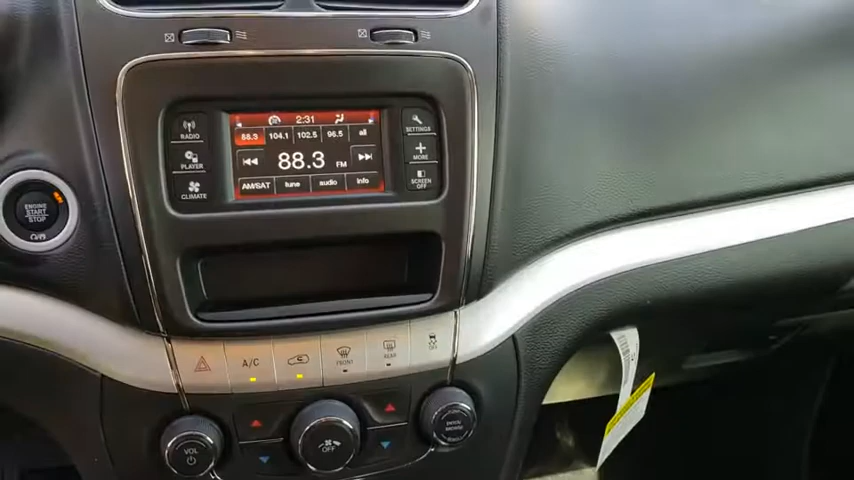 2:31
RADIO
88.3 104.1 102.5 96.5 all
SETTINGS
PLAYER
88.3 FM
MORE
CLIMATE
AM/SAT tune audio
SCREEN OFF
ENGINE
START
STOP
A/C
FRONT
REAR
VOL
OFF